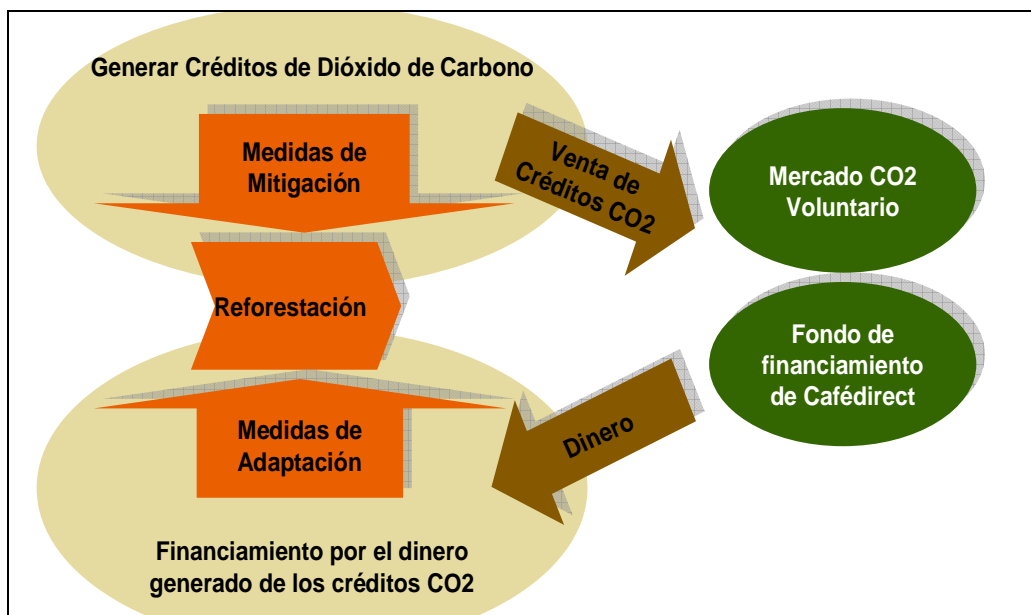 Generar Créditos de Dióxido de Carbono
Medidas de
Mitigación
Venta de
Créditos CO2
Mercado CO2
Voluntario
Reforestación
Fondo de
financiamiento
de Cafédirect
Dinero
Medidas de
Adaptación
Financiamiento por el dinero
generado de los créditos CO2